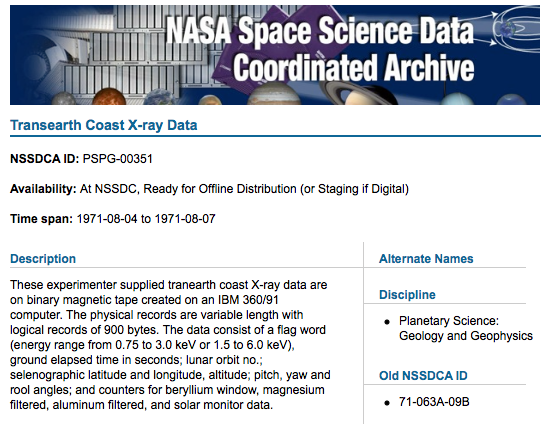 NASA Space Science Data
Coordinated Archive
Transearth Coast X-ray Data
NSSDCA ID: PSPG-00351
Availability: At NSSDC, Ready for Offline Distribution (or Staging if Digital)
Time span: 1971-08-04 to 1971-08-07
Description
These experimenter supplied tranearth coast X-ray data are
on binary magnetic tape created on an IBM 360/91
computer. The physical records are variable length with
logical records of 900 bytes. The data consist of a flag word
(energy range from 0.75 to 3.0 keV or 1.5 to 6.0 keV),
ground elapsed time in seconds; lunar orbit no.;
selenographic latitude and longitude, altitude; pitch, yaw and
rool angles; and counters for beryllium window, magnesium
filtered, aluminum filtered, and solar monitor data.
Alternate Names
Discipline
• Planetary Science:
Geology and Geophysics
Old NSSDCA ID
• 71-063A-09B